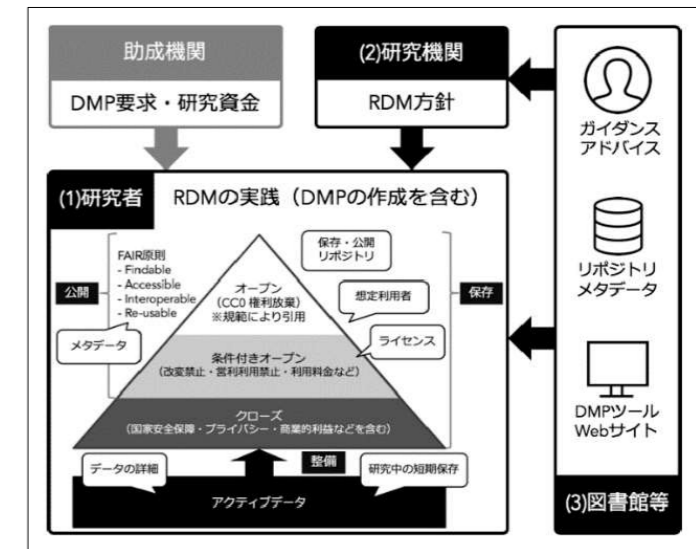 助成機関
DMP要求・研究資金
(2)研究機関
RDM方針
ガイダンス
アドバイス
リポジトリ
メタデータ
DMPツール
Webサイト
(3)図書館等
(1)研究者
RDMの実践（DMPの作成を含む）
FAIR原則
- Findable
- Accessible
- Interoperable
- Re-usable
公開
メタデータ
保存・公開
リポジトリ
想定利用者
ライセンス
保存
オープン
（CC0 権利放棄）
※規範により引用
条件付きオープン
（改変禁止・営利利用禁止・利用料金など）
クローズ
（国家安全保障・プライバシー・商業的利益などを含む）
データの詳細
整備
研究中の短期保存
アクティブデータ